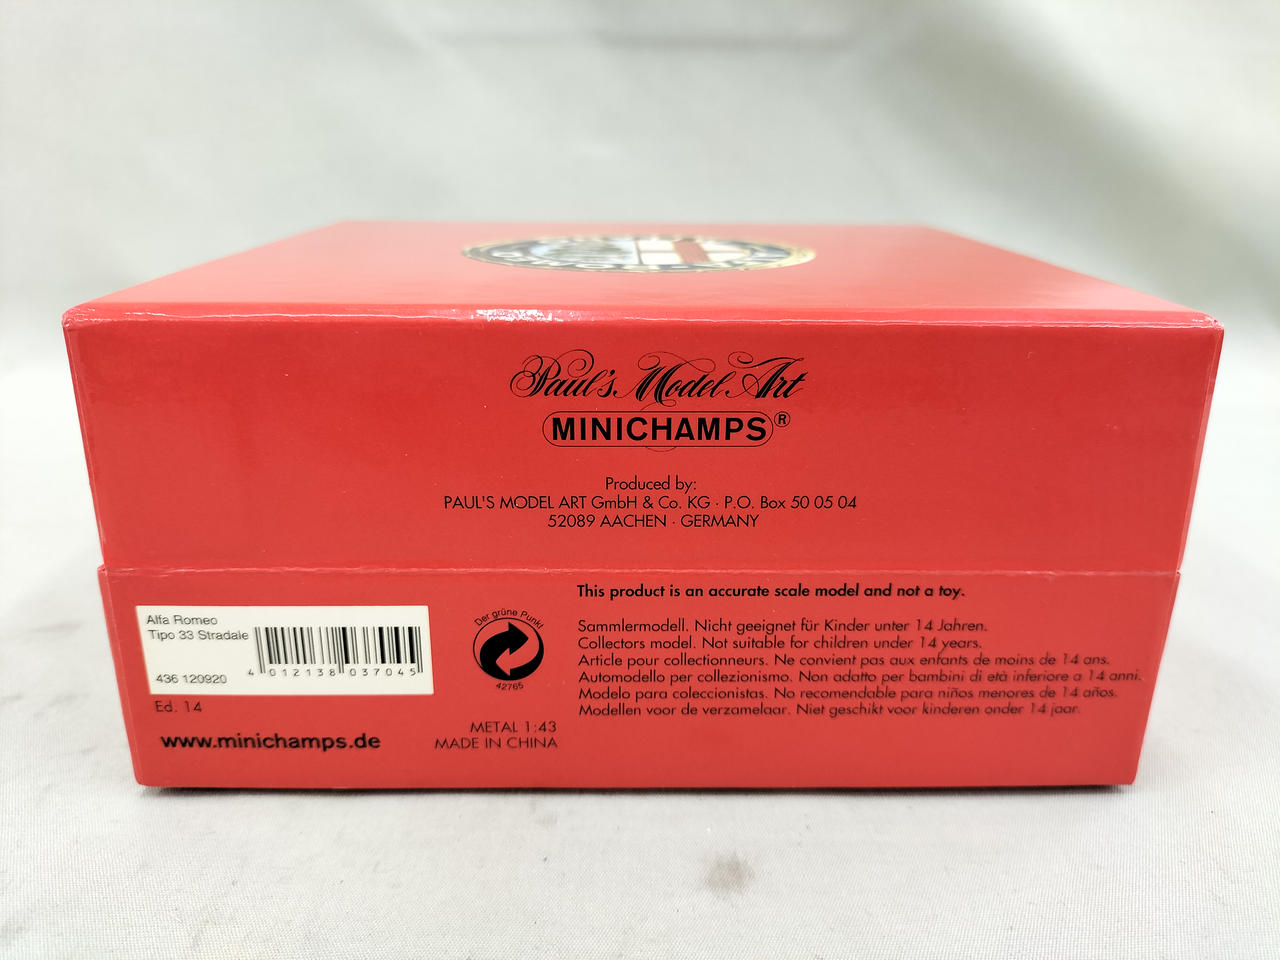 Paul's Model Art
MINICHAMPS®
Produced by:
PAUL'S MODEL ART GmbH & Co. KG · P.O. Box 50 05 04
52089 AACHEN · GERMANY
This product is an accurate scale model and not a toy.
Alfa Romeo
Tipo 33 Stradale
4 012138 037045
436 120920
Ed. 14
www.minichamps.de
Der grüne Punkt
42765
METAL 1:43
MADE IN CHINA
Sammlermodell. Nicht geeignet für Kinder unter 14 Jahren.
Collectors model. Not suitable for children under 14 years.
Article pour collectionneurs. Ne convient pas aux enfants de moins de 14 ans.
Automodello per collezionismo. Non adatto per bambini di età inferiore a 14 anni.
Modelo para coleccionistas. No recomendable para niños menores de 14 años.
Modellen voor de verzamelaar. Niet geschikt voor kinderen onder 14 jaar.